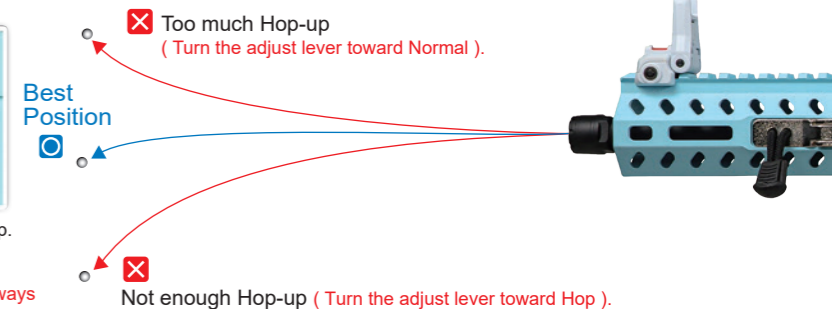 Too much Hop-up
( Turn the adjust lever toward Normal ).
Best
Position
Not enough Hop-up ( Turn the adjust lever toward Hop ).